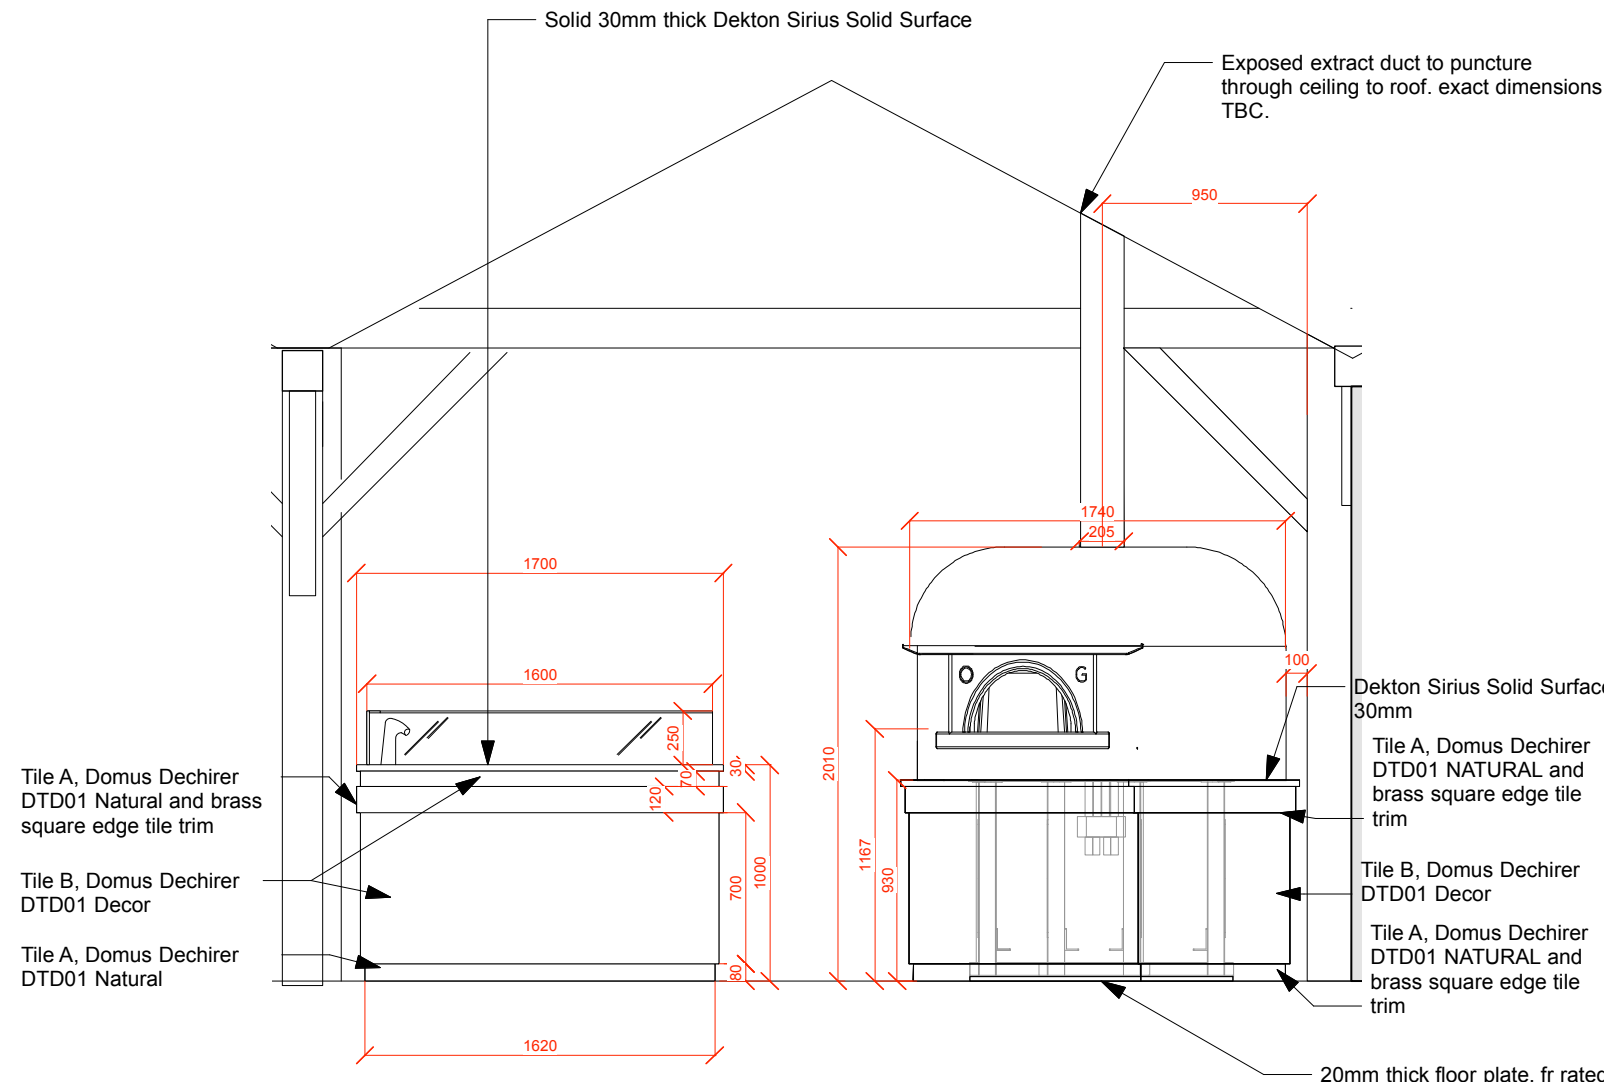 Solid 30mm thick Dekton Sirius Solid Surface
Exposed extract duct to puncture
through ceiling to roof. exact dimensions
TBC.
950
1740
205
1700
1600
250
30
70
120
1000
700
80
1620
2010
1167
930
100
O
G
Dekton Sirius Solid Surface
30mm
Tile A, Domus Dechirer
DTD01 NATURAL and
brass square edge tile
trim
Tile B, Domus Dechirer
DTD01 Decor
Tile A, Domus Dechirer
DTD01 NATURAL and
brass square edge tile
trim
20mm thick floor plate, fr rated
Tile A, Domus Dechirer
DTD01 Natural and brass
square edge tile trim
Tile B, Domus Dechirer
DTD01 Decor
Tile A, Domus Dechirer
DTD01 Natural